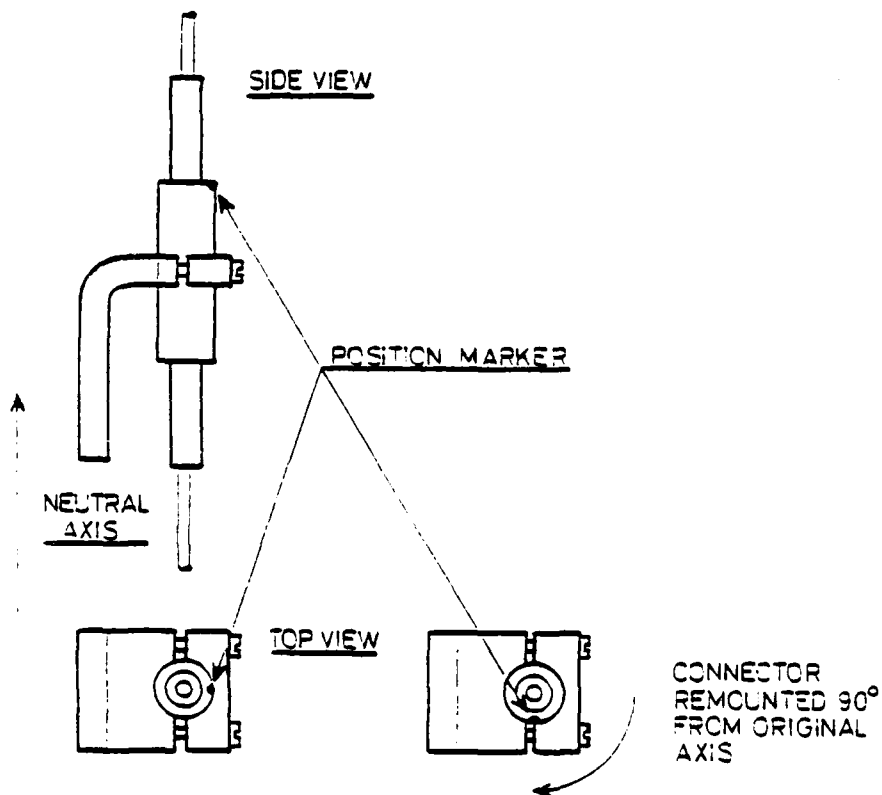 SIDE VIEW
POSITION MARKER
NEUTRAL
AXIS
TOP VIEW
CONNECTOR
REMOUNTED 90°
FROM ORIGINAL
AXIS